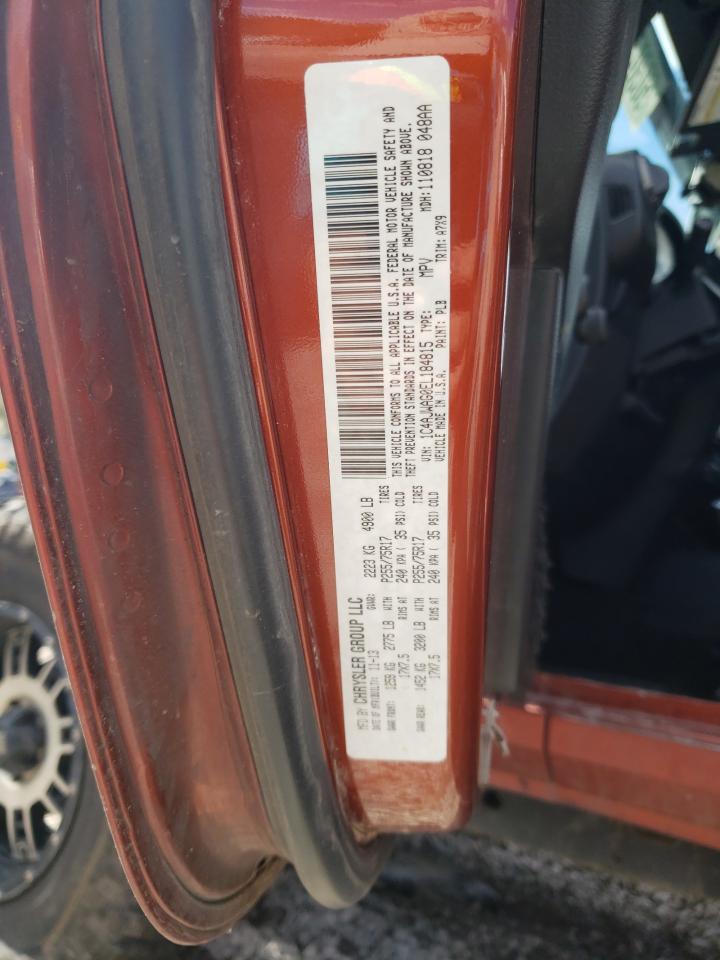 MFD BY CHRYSLER GROUP LLC
DATE OF MFR(BUILT): 11-13 GVWR: 2223 KG 4900 LB
GAWR FRONT: 1259 KG 2775 LB WITH P255/75R17 TIRES
17X7.5 RIMS AT 240 KPA ( 35 PSI) COLD
GAWR REAR: 1452 KG 3200 LB WITH P255/75R17 TIRES
17X7.5 RIMS AT 240 KPA ( 35 PSI) COLD
THIS VEHICLE CONFORMS TO ALL APPLICABLE U.S.A. FEDERAL MOTOR VEHICLE SAFETY AND
THEFT PREVENTION STANDARDS IN EFFECT ON THE DATE OF MANUFACTURE SHOWN ABOVE.
VIN: 1C4AJWAG0EL184815 TYPE: MPV MDH: 110818 048AA
VEHICLE MADE IN U.S.A. PAINT: PLB TRIM: A7X9